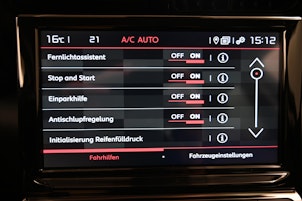 16°C 21 A/C AUTO 15:12
Fernlichtassistent OFF ON
Stop and Start OFF ON
Einparkhilfe OFF ON
Antischlupfregelung OFF ON
Initialisierung Reifenfülldruck
Fahrhilfen Fahrzeugeinstellungen